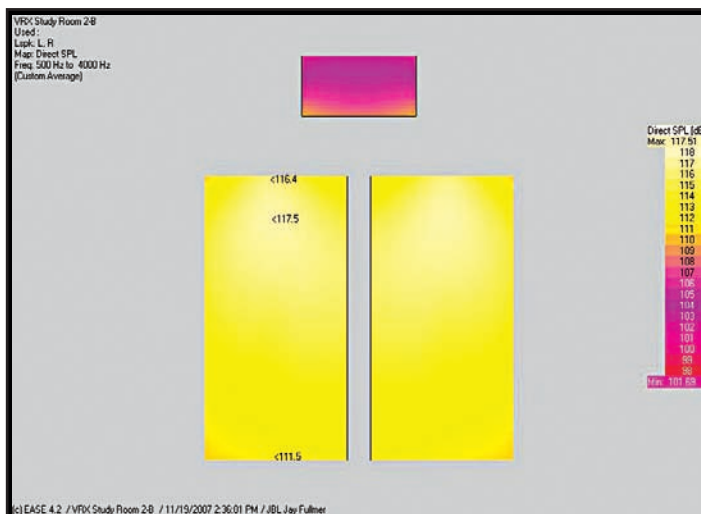 VRX Study Room 2-B
Used :
Lspk: L, R
Map: Direct SPL
Freq: 500 Hz to 4000 Hz
(Custom Average)
<116.4
<117.5
<111.5
Direct SPL [dB
Max: 117.51
118
117
116
115
114
113
112
111
110
109
108
107
106
105
104
103
102
101
100
99
98
Min: 101.69
(c) EASE 4.2 / VRX Study Room 2-B / 11/19/2007 2:36:01 PM / JBL Jay Fullmer